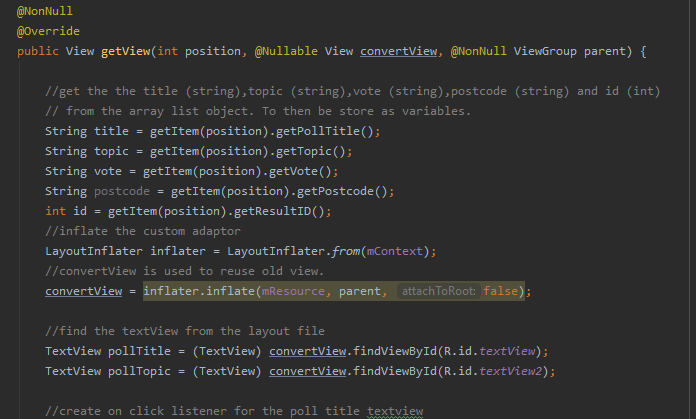 @NonNull
@Override
public View getView(int position, @Nullable View convertView, @NonNull ViewGroup parent) {
//get the the title (string),topic (string),vote (string),postcode (string) and id (int)
// from the array list object. To then be store as variables.
String title = getItem(position).getPollTitle();
String topic = getItem(position).getTopic();
String vote = getItem(position).getVote();
String postcode = getItem(position).getPostcode();
int id = getItem(position).getResultID();
//inflate the custom adaptor
LayoutInflater inflater = LayoutInflater.from(mContext);
//convertView is used to reuse old view.
convertView = inflater.inflate(mResource, parent, attachToRoot: false);
//find the textView from the layout file
TextView pollTitle = (TextView) convertView.findViewById(R.id.textView);
TextView pollTopic = (TextView) convertView.findViewById(R.id.textView2);
//create on click listener for the poll title textview